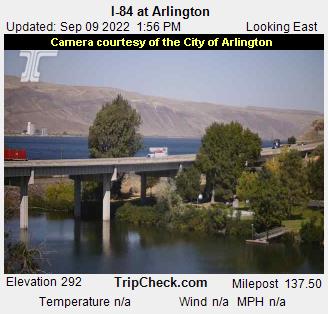 I-84 at Arlington
Updated: Sep 09 2022 1:56 PM Looking East
Camera courtesy of the City of Arlington
Elevation 292 TripCheck.com Milepost 137.50
Temperature n/a Wind n/a MPH n/a